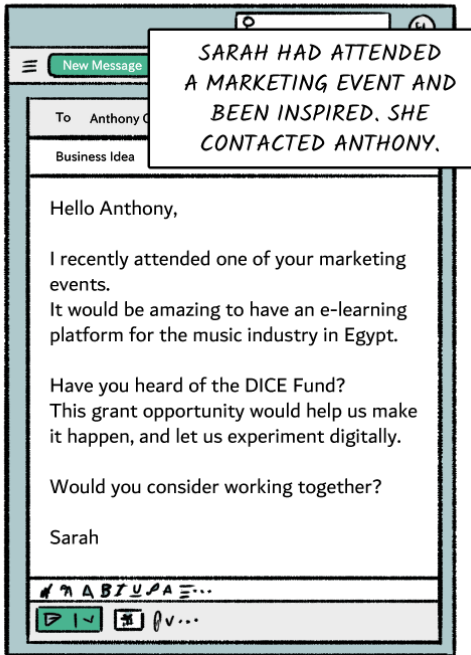 SARAH HAD ATTENDED
A MARKETING EVENT AND
BEEN INSPIRED. SHE
CONTACTED ANTHONY.
New Message
To Anthony
Business Idea
Hello Anthony,
I recently attended one of your marketing
events.
It would be amazing to have an e-learning
platform for the music industry in Egypt.
Have you heard of the DICE Fund?
This grant opportunity would help us make
it happen, and let us experiment digitally.
Would you consider working together?
Sarah